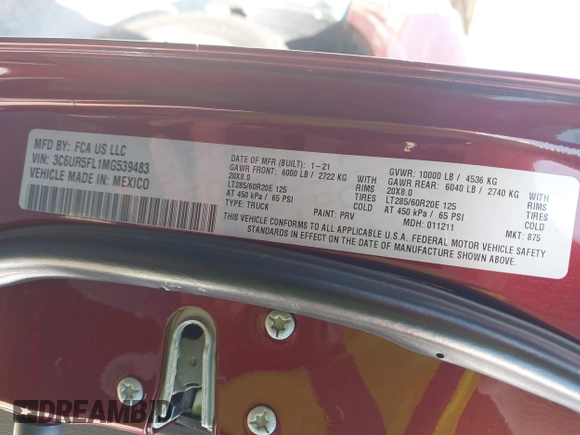 MFD BY: FCA US LLC
VIN: 3C6UR5FL1MG539483
VEHICLE MADE IN: MEXICO
DATE OF MFR (BUILT): 1-21
GAWR FRONT: 6000 LB / 2722 KG WITH
20X8.0 RIMS
LT285/60R20E 125 TIRES
AT 450 kPa / 65 PSI COLD
TYPE: TRUCK PAINT: PRV
GVWR: 10000 LB / 4536 KG
GAWR REAR: 6040 LB / 2740 KG WITH
20X8.0 RIMS
LT285/60R20E 125 TIRES
AT 450 kPa / 65 PSI COLD
MDH: 011211 MKT: 875
THIS VEHICLE CONFORMS TO ALL APPLICABLE U.S.A. FEDERAL MOTOR VEHICLE SAFETY
STANDARDS IN EFFECT ON THE DATE OF MANUFACTURE SHOWN ABOVE.
DREAMBID